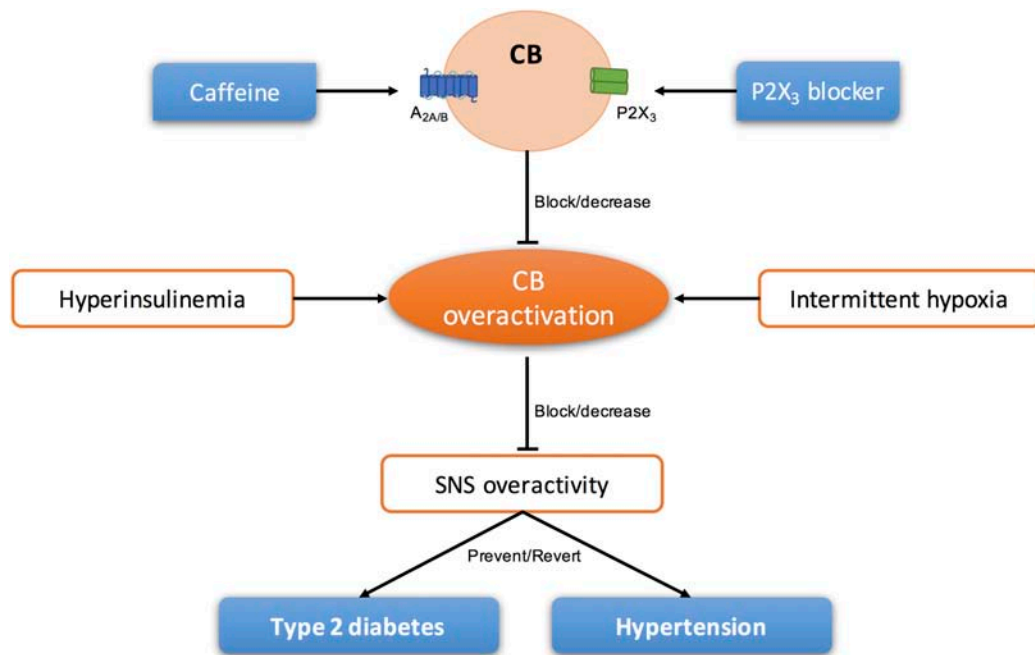 CB
Caffeine
A2A/B
P2X3
P2X3 blocker
Block/decrease
Hyperinsulinemia
CB
overactivation
Intermittent hypoxia
Block/decrease
SNS overactivity
Prevent/Revert
Type 2 diabetes
Hypertension